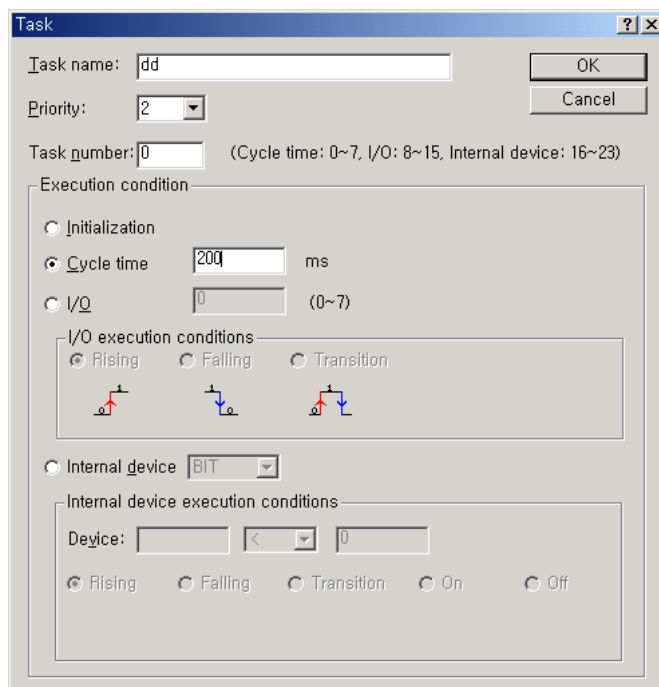 Task
Task name: dd OK
Priority: 2 Cancel
Task number: 0 (Cycle time: 0~7, I/O: 8~15, Internal device: 16~23)
Execution condition
Initialization
Cycle time 200 ms
I/O 0 (0~7)
I/O execution conditions
Rising Falling Transition
0 1 1 0 0 1
Internal device BIT
Internal device execution conditions
Device: < 0
Rising Falling Transition On Off